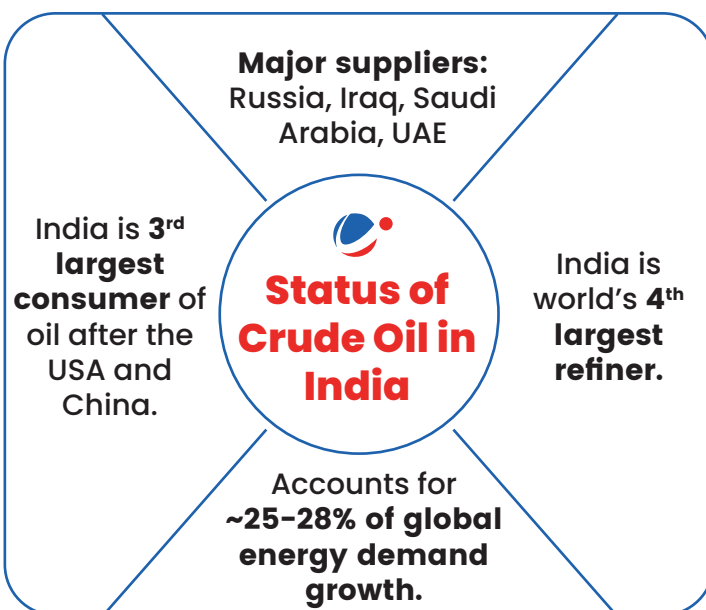 Major suppliers:
Russia, Iraq, Saudi
Arabia, UAE
India is 3rd
largest
consumer of
oil after the
USA and
China.
Status of
Crude Oil in
India
India is
world’s 4th
largest
refiner.
Accounts for
~25-28% of global
energy demand
growth.